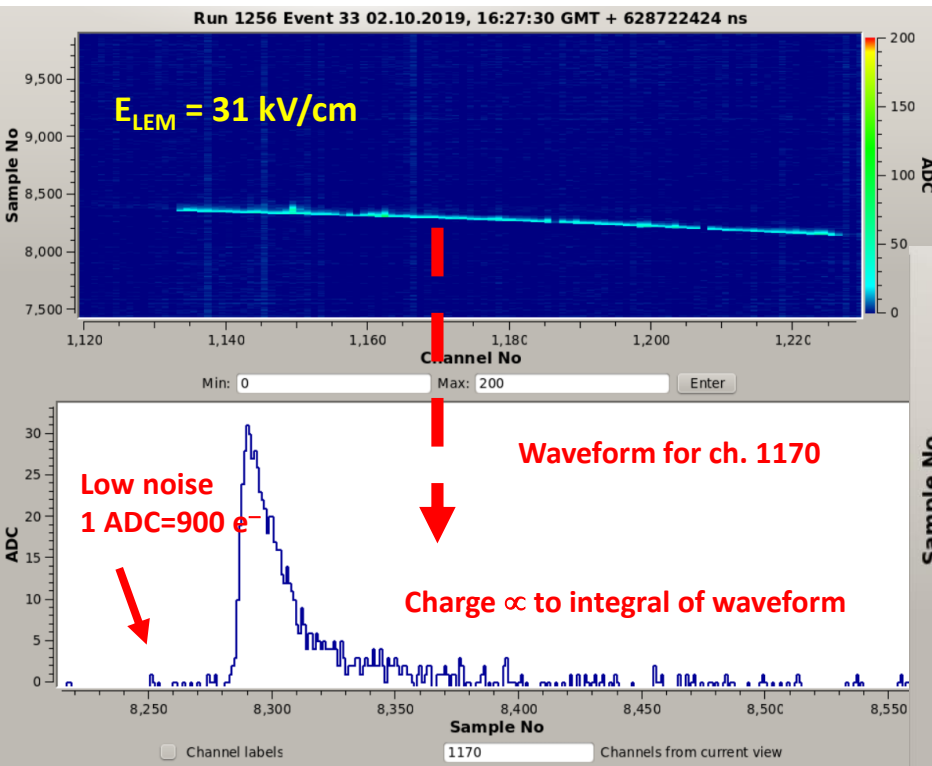 Run 1256 Event 33 02.10.2019, 16:27:30 GMT + 628722424 ns
E_LEM = 31 kV/cm
Sample No
9,500
9,000
8,500
8,000
7,500
200
150
100
50
0
ADC
1,120 1,140 1,160 1,180 1,200 1,220
Channel No
Min: 0 Max: 200 Enter
Waveform for ch. 1170
Low noise
1 ADC=900 e⁻
Charge ∝ to integral of waveform
ADC
30
25
20
15
10
5
0
8,250 8,300 8,350 8,400 8,450 8,500 8,550
Sample No
Channel labels 1170 Channels from current view
Sample No